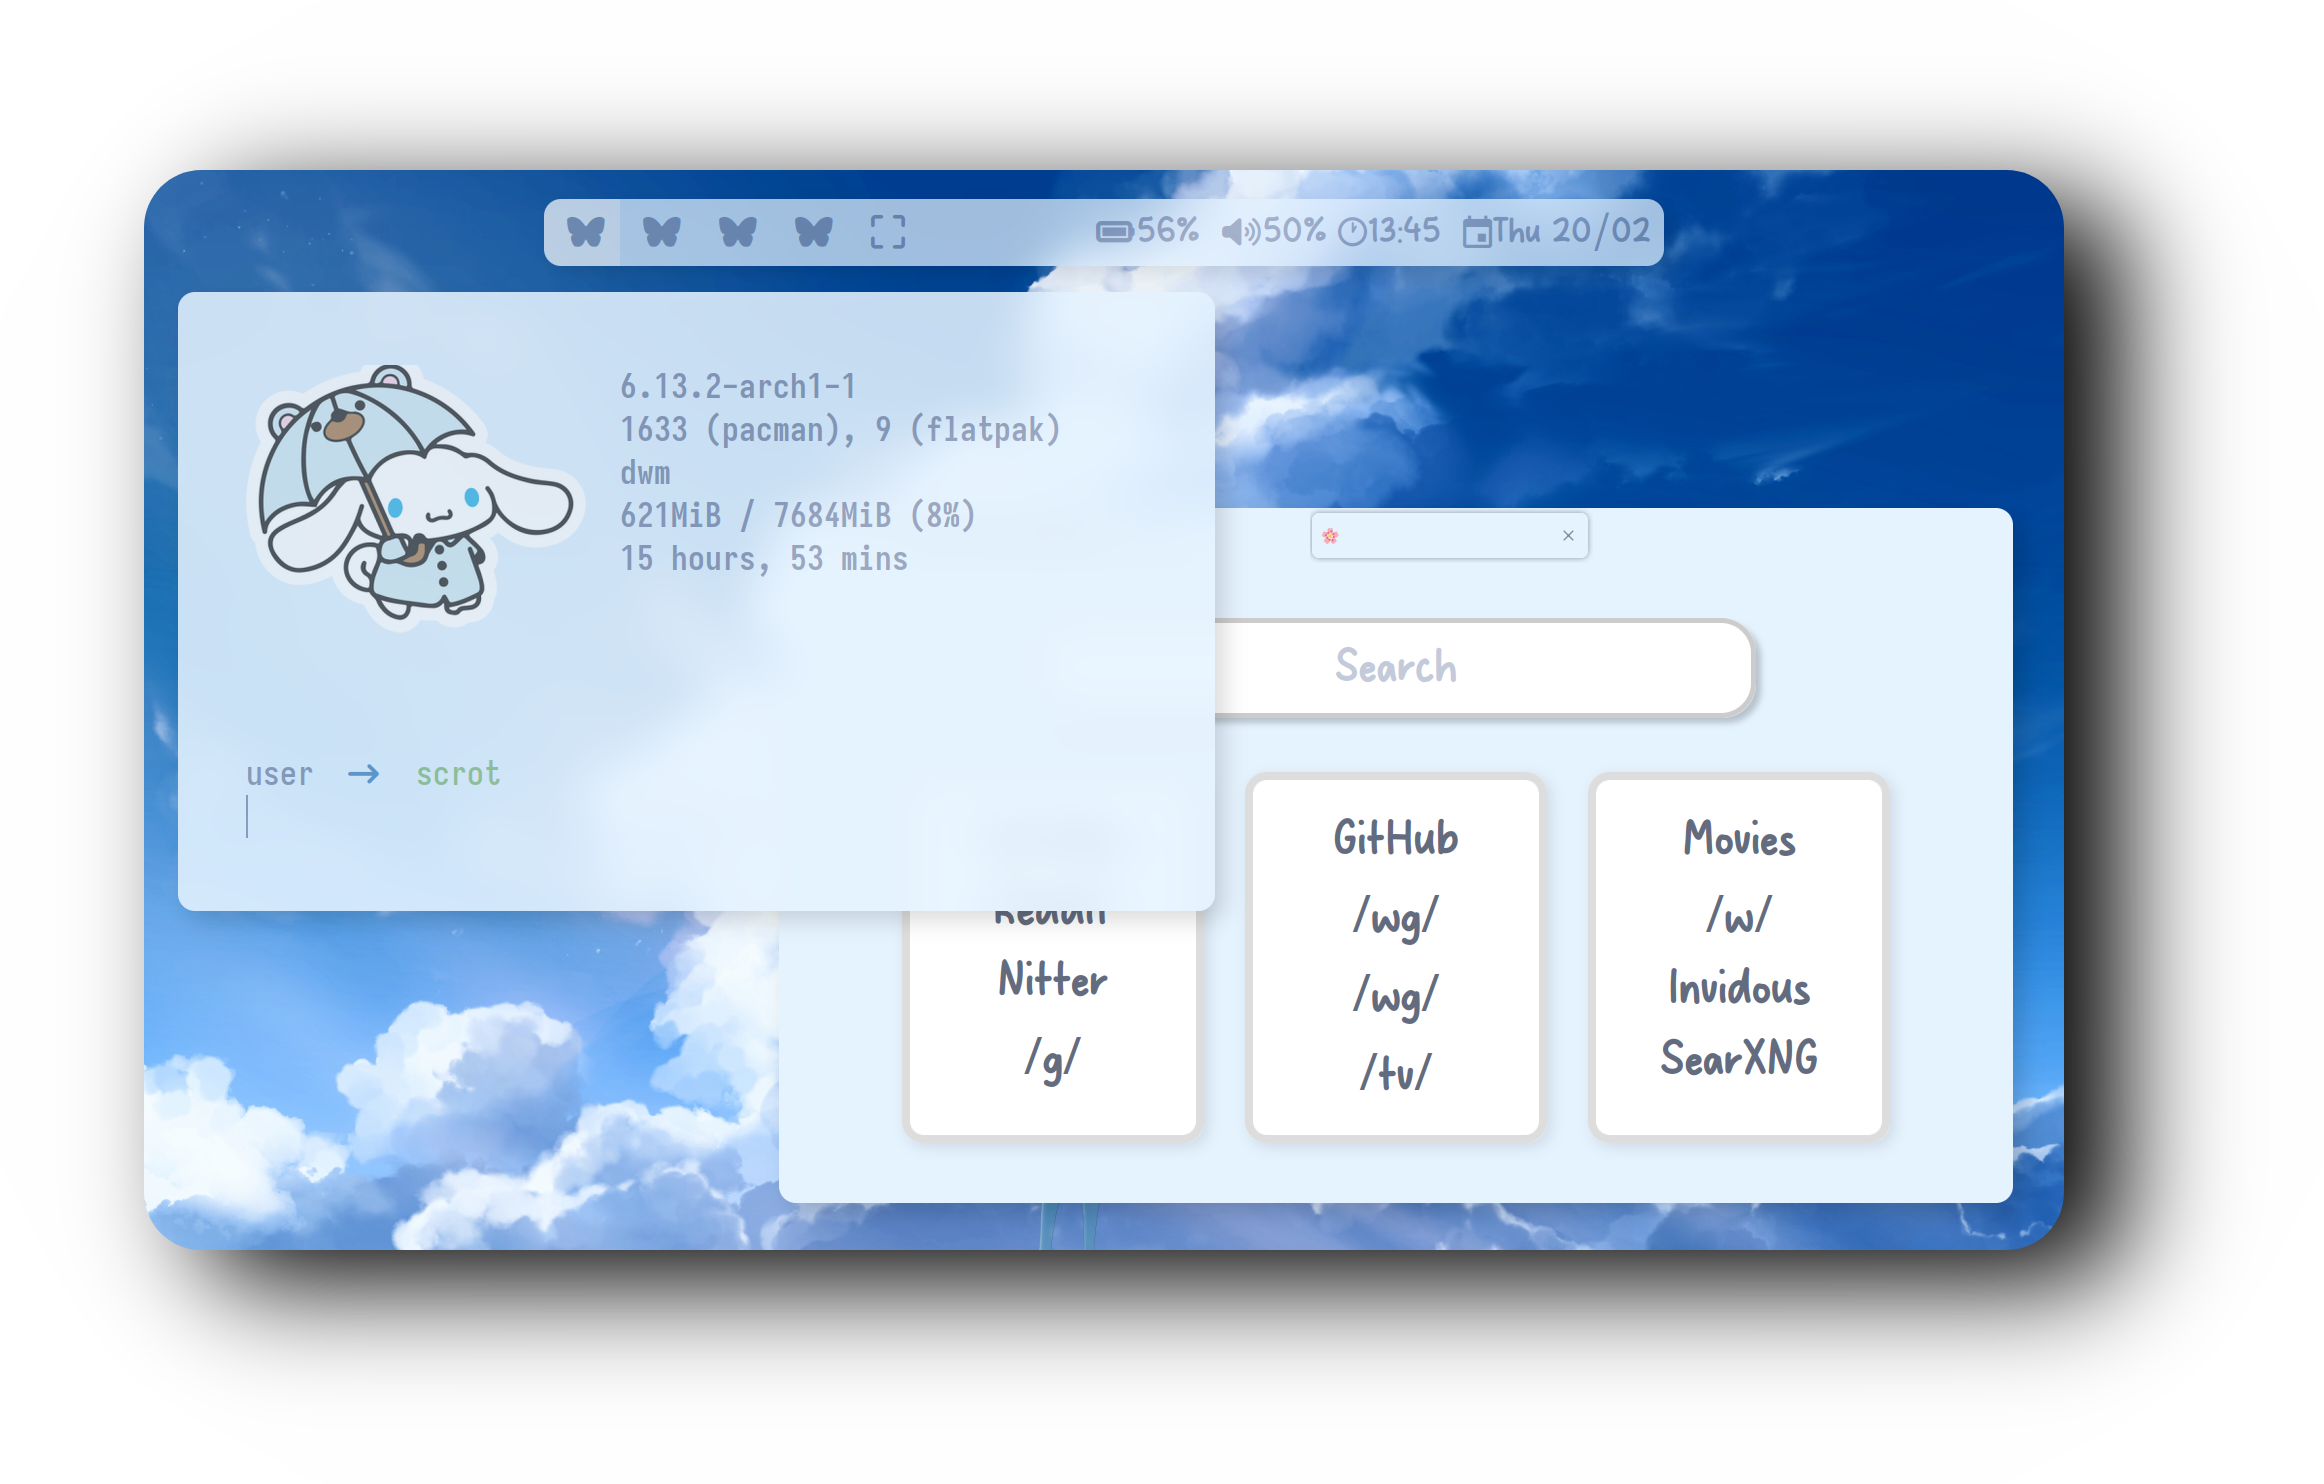 56% 50% 13:45 Thu 20/02
6.13.2-arch1-1
1633 (pacman), 9 (flatpak)
dwm
621MiB / 7684MiB (8%)
15 hours, 53 mins
user → scrot
Search
Reddit
Nitter
/g/
GitHub
/wg/
/wg/
/tv/
Movies
/w/
Invidous
SearXNG